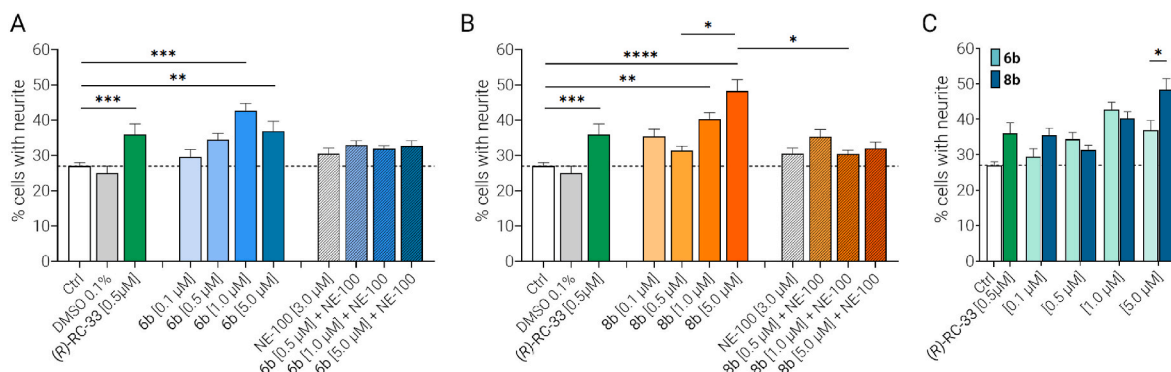 A
% cells with neurite
60
50
40
30
20
10
0
***
**
***
Ctrl
DMSO 0.1%
(R)-RC-33 [0.5µM]
6b [0.1 µM]
6b [0.5 µM]
6b [1.0 µM]
6b [5.0 µM]
NE-100 [3.0 µM]
6b [0.5 µM] + NE-100
6b [1.0 µM] + NE-100
6b [5.0 µM] + NE-100
B
% cells with neurite
60
50
40
30
20
10
0
*
*
****
**
***
Ctrl
DMSO 0.1%
(R)-RC-33 [0.5µM]
8b [0.1 µM]
8b [0.5 µM]
8b [1.0 µM]
8b [5.0 µM]
NE-100 [3.0 µM]
8b [0.5 µM] + NE-100
8b [1.0 µM] + NE-100
8b [5.0 µM] + NE-100
C
% cells with neurite
60
50
40
30
20
10
0
6b
8b
*
Ctrl
(R)-RC-33 [0.5µM]
[0.1 µM]
[0.5 µM]
[1.0 µM]
[5.0 µM]